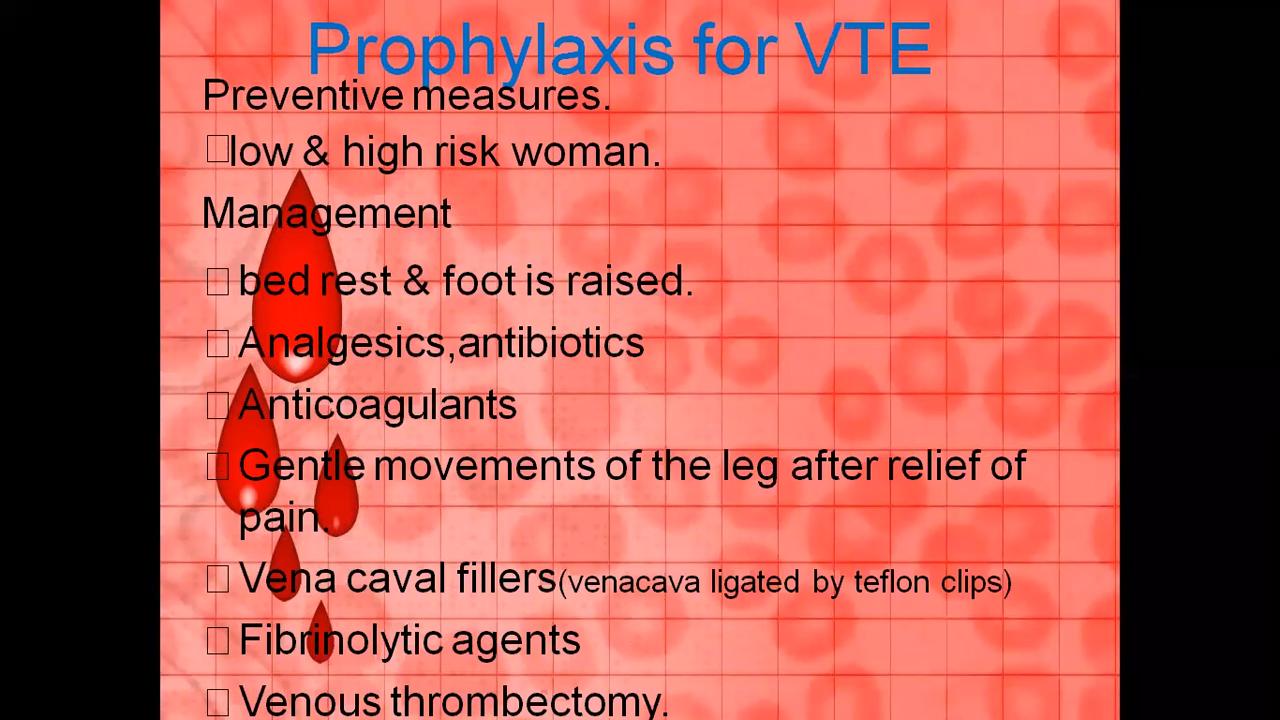 Prophylaxis for VTE
Preventive measures.
low & high risk woman.
Management
bed rest & foot is raised.
Analgesics,antibiotics
Anticoagulants
Gentle movements of the leg after relief of
pain.
Vena caval fillers(venacava ligated by teflon clips)
Fibrinolytic agents
Venous thrombectomy.